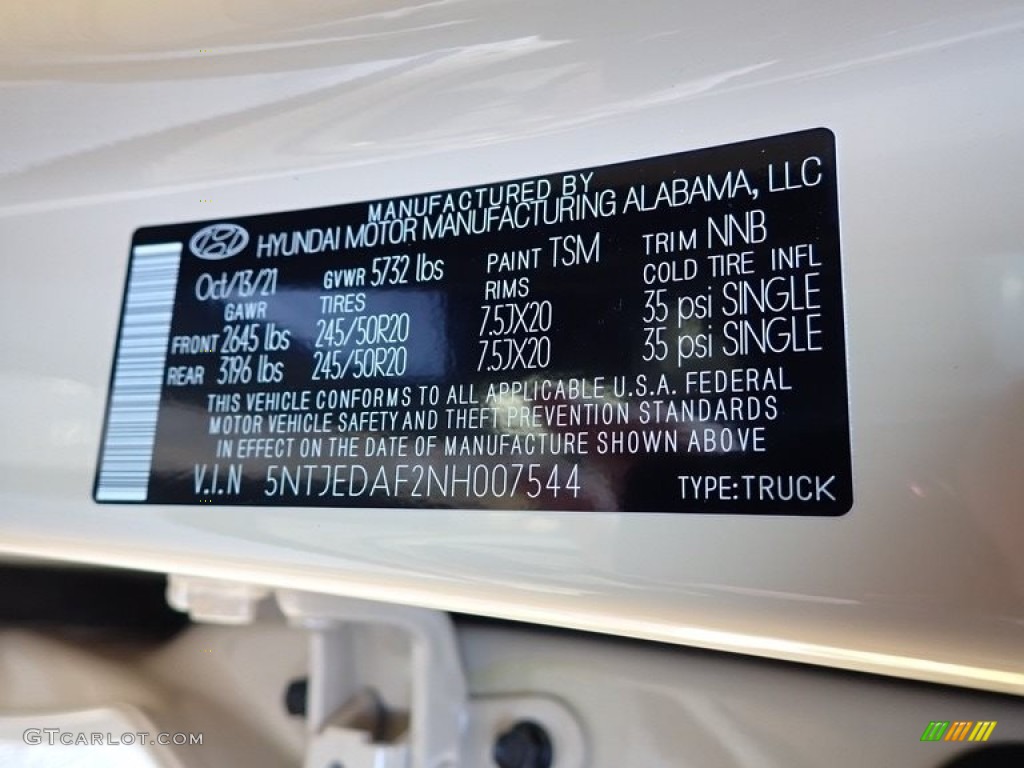 MANUFACTURED BY
HYUNDAI MOTOR MANUFACTURING ALABAMA, LLC
Oct/13/21 GVWR 5732 lbs PAINT TSM TRIM NNB
GAWR TIRES RIMS COLD TIRE INFL
FRONT 2645 lbs 245/50R20 7.5JX20 35 psi SINGLE
REAR 3196 lbs 245/50R20 7.5JX20 35 psi SINGLE
THIS VEHICLE CONFORMS TO ALL APPLICABLE U.S.A. FEDERAL
MOTOR VEHICLE SAFETY AND THEFT PREVENTION STANDARDS
IN EFFECT ON THE DATE OF MANUFACTURE SHOWN ABOVE
V.I.N 5NTJEDAF2NH007544 TYPE:TRUCK
GTCARLOT.COM